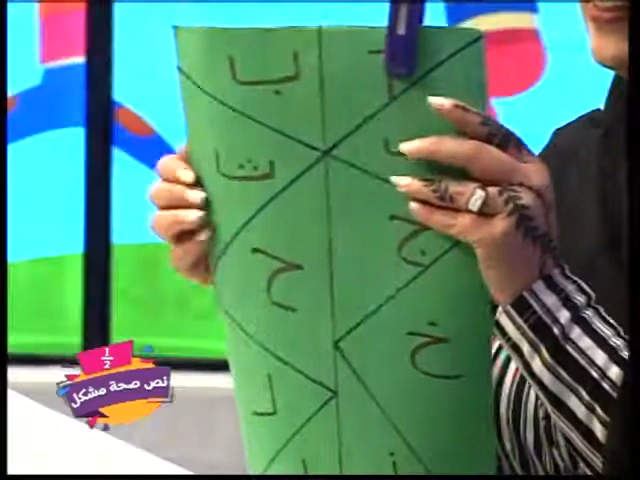 ب
ث
ج ح
خ د
1/2
نص صحة مشكل